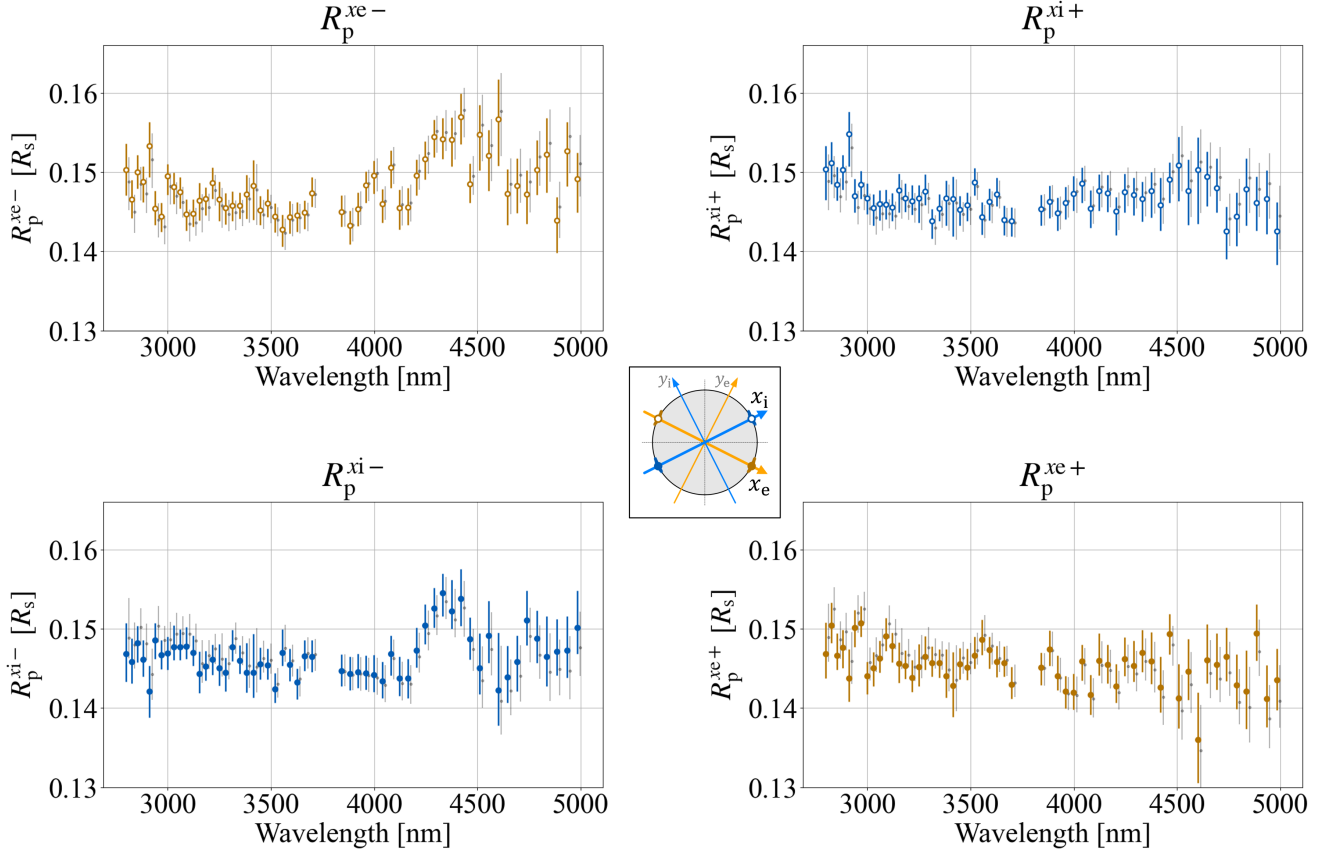 R_p^{xe−}
R_p^{xi+}
R_p^{xe−} [R_s]
0.16
0.15
0.14
0.13
3000 3500 4000 4500 5000
Wavelength [nm]
R_p^{xi+} [R_s]
0.16
0.15
0.14
0.13
3000 3500 4000 4500 5000
Wavelength [nm]
y_i y_e
x_i
x_e
R_p^{xi−}
R_p^{xe+}
R_p^{xi−} [R_s]
0.16
0.15
0.14
0.13
3000 3500 4000 4500 5000
Wavelength [nm]
R_p^{xe+} [R_s]
0.16
0.15
0.14
0.13
3000 3500 4000 4500 5000
Wavelength [nm]